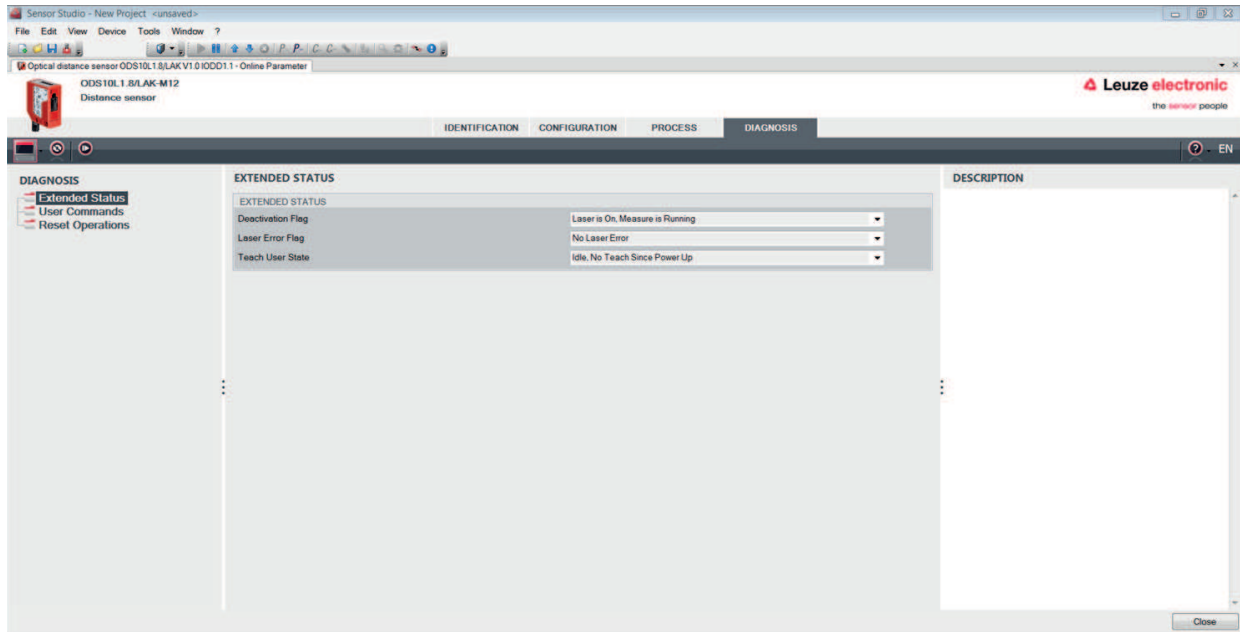 Sensor Studio - New Project <unsaved>
File Edit View Device Tools Window ?
Optical distance sensor ODS10L1.8/LAK V1.0 IODD1.1 - Online Parameter
ODS10L1.8/LAK-M12
Distance sensor
Leuze electronic
the sensor people
IDENTIFICATION CONFIGURATION PROCESS DIAGNOSIS
EN
DIAGNOSIS
Extended Status
User Commands
Reset Operations
EXTENDED STATUS
EXTENDED STATUS
Deactivation Flag Laser is On, Measure is Running
Laser Error Flag No Laser Error
Teach User State Idle, No Teach Since Power Up
DESCRIPTION
Close